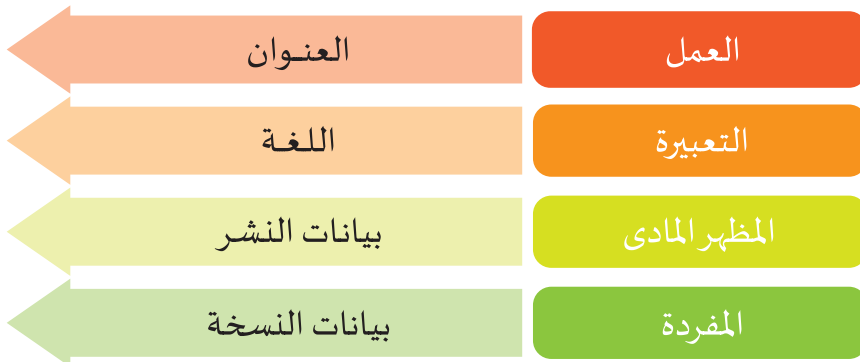 العمل
العنوان
التعبيرة
اللغة
المظهر المادى
بيانات النشر
المفردة
بيانات النسخة